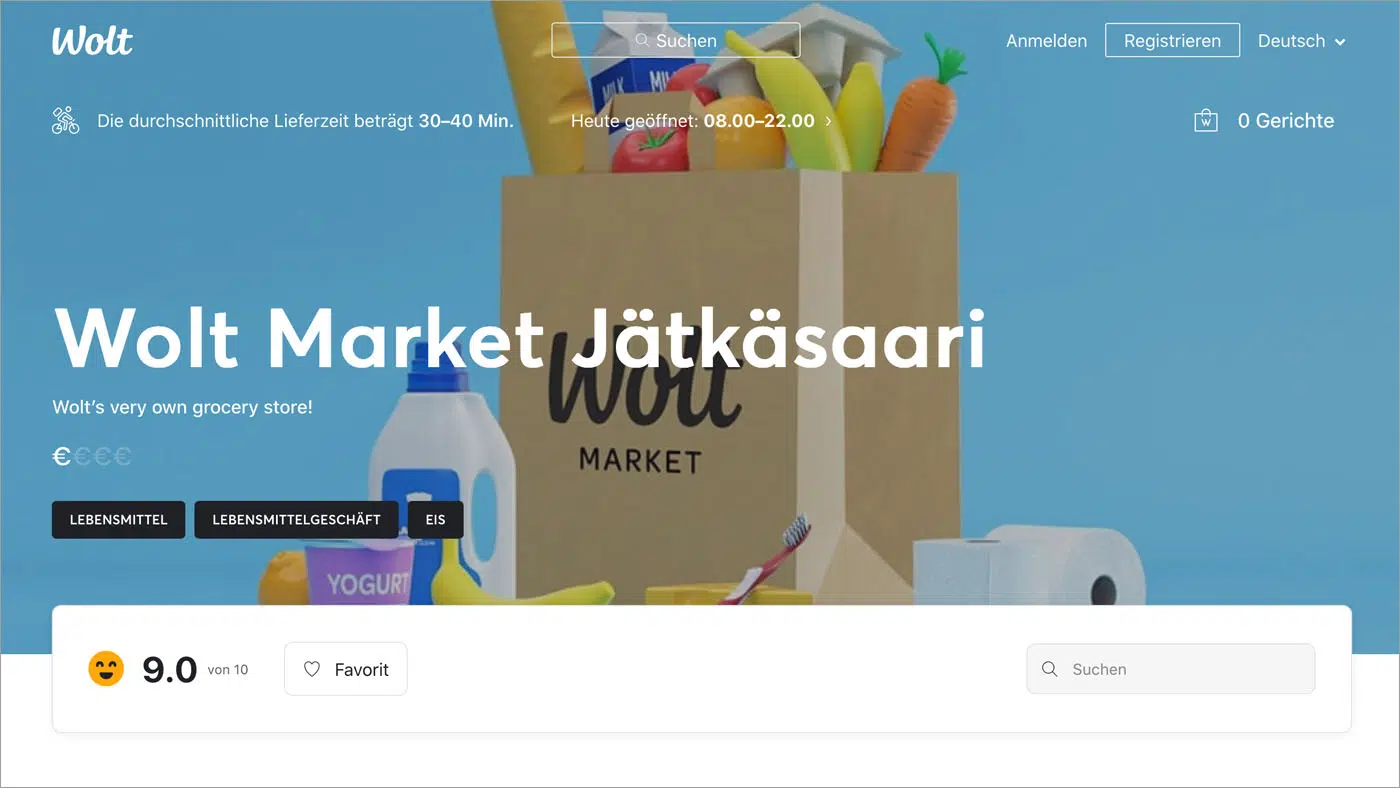 Wolt
Suchen
Anmelden
Registrieren
Deutsch
Die durchschnittliche Lieferzeit beträgt 30–40 Min.
Heute geöffnet: 08.00–22.00
W
0 Gerichte
MILK
MILK
Wolt Market Jätkäsaari
Wolt
MARKET
Wolt’s very own grocery store!
€€€€
LEBENSMITTEL
LEBENSMITTELGESCHÄFT
EIS
YOGURT
9.0 von 10
Favorit
Suchen